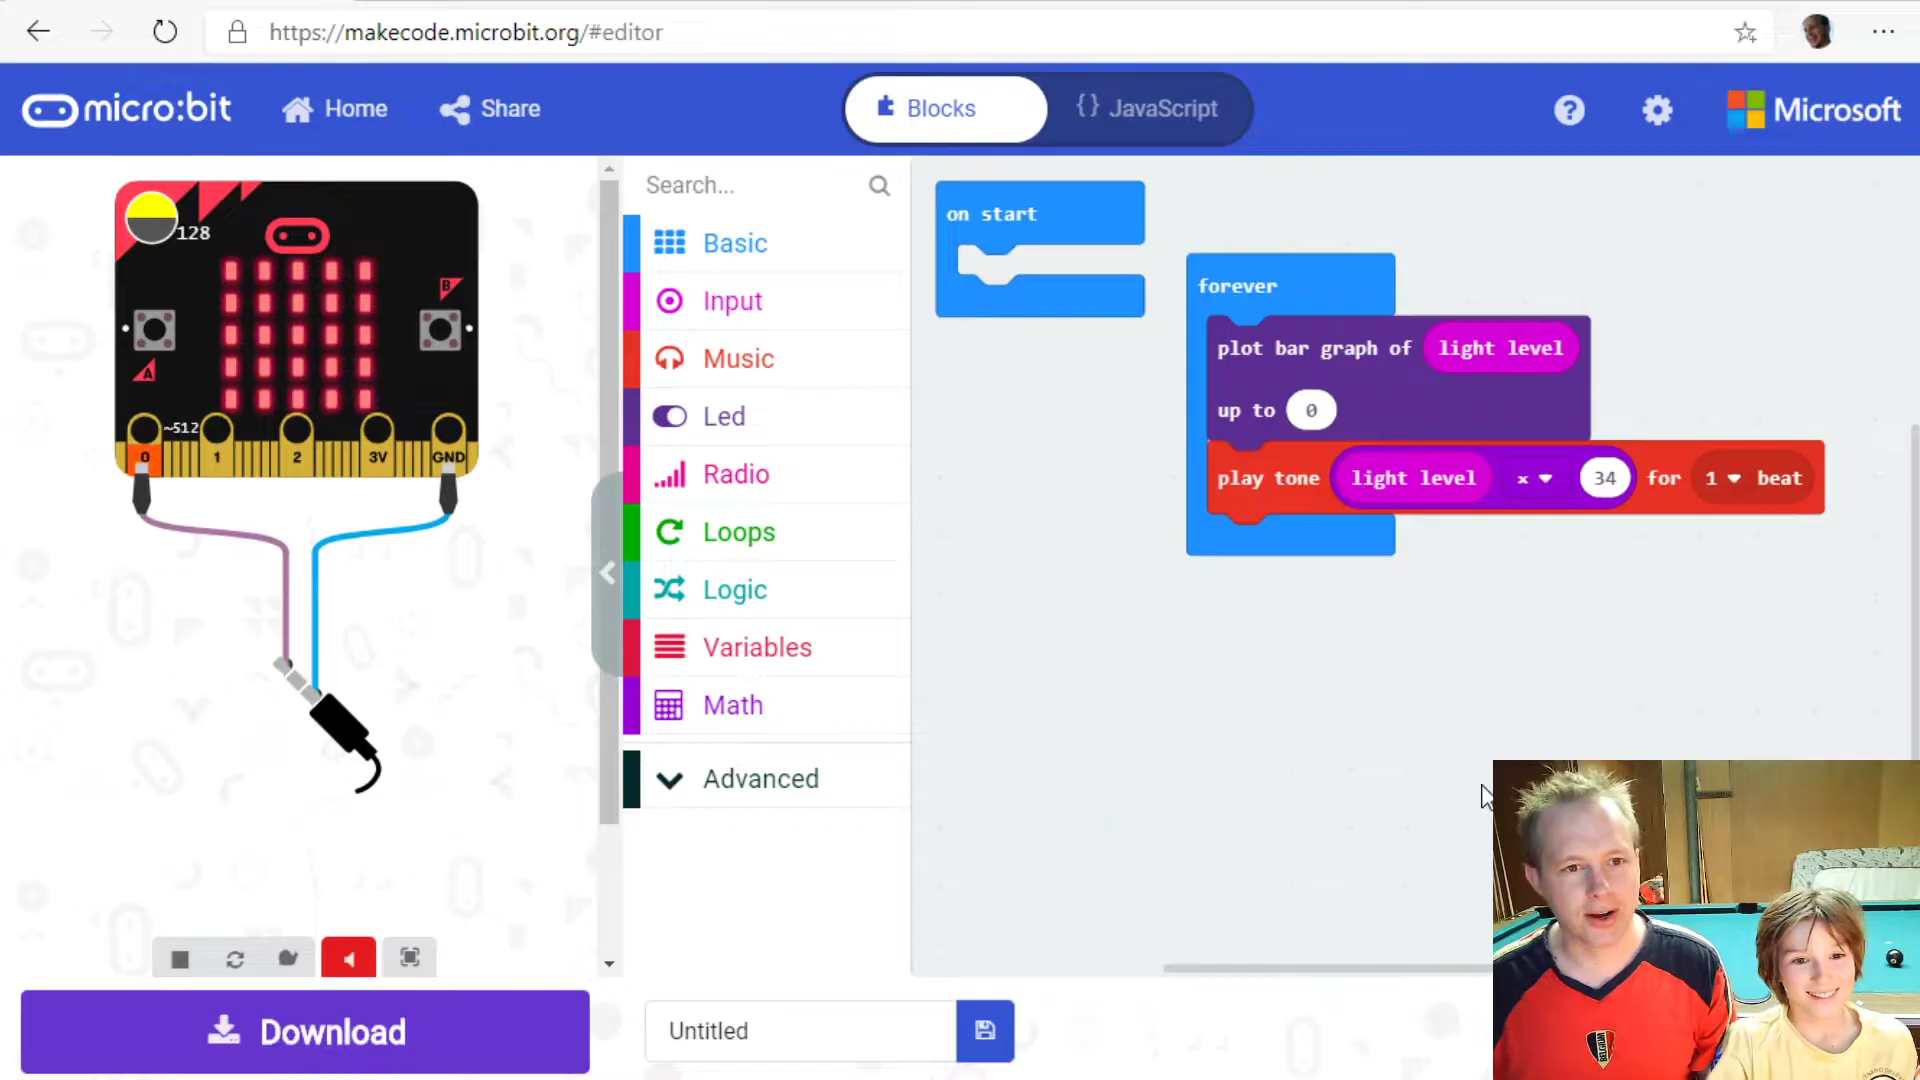 https://makecode.microbit.org/#editor
micro:bit Home Share Blocks {} JavaScript ? Microsoft
128
B
A
~512
0 1 2 3V GND
Search...
Basic
Input
Music
Led
Radio
Loops
Logic
Variables
Math
Advanced
on start
forever
plot bar graph of light level
up to 0
play tone light level x 34 for 1 beat
Download
Untitled
BELGIUM